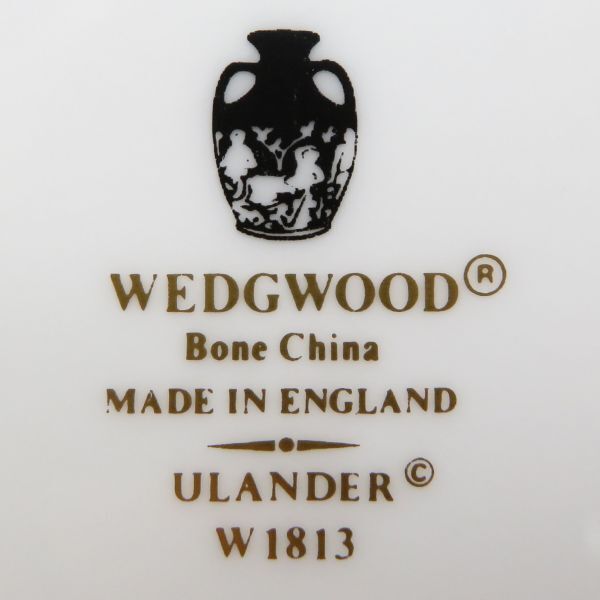 WEDGWOOD®
Bone China
MADE IN ENGLAND
ULANDER©
W1813